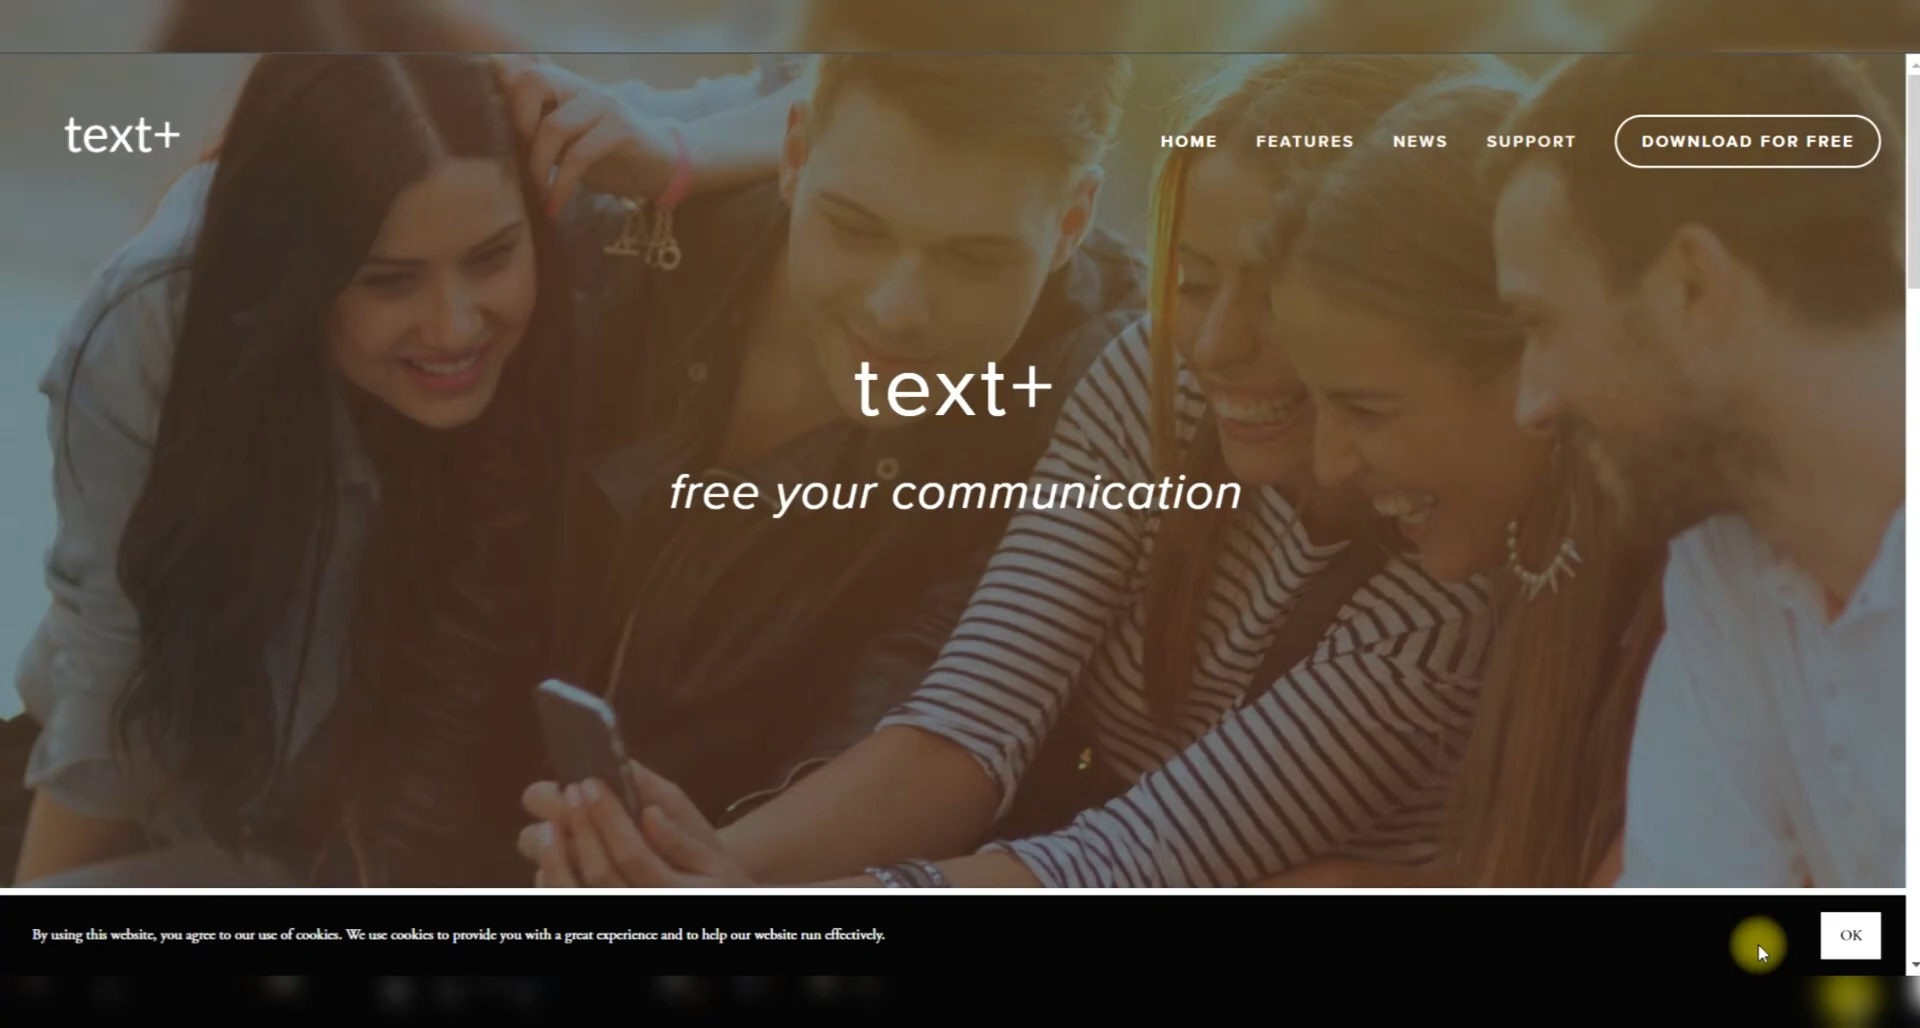 text+
HOME FEATURES NEWS SUPPORT DOWNLOAD FOR FREE
text+
free your communication
By using this website, you agree to our use of cookies. We use cookies to provide you with a great experience and to help our website run effectively.
OK